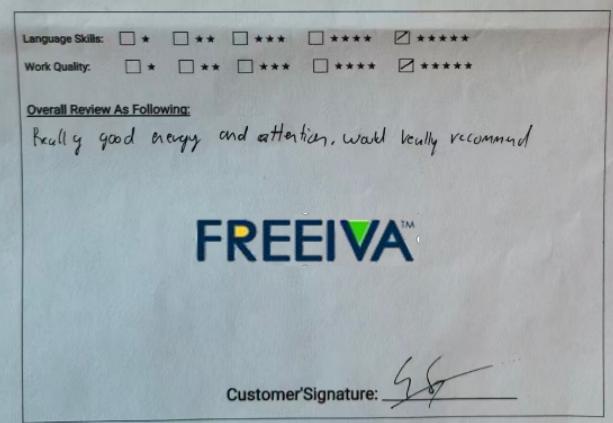 Language Skills: ☐ ★ ☐ ★★ ☐ ★★★ ☐ ★★★★ ☑ ★★★★★
Work Quality: ☐ ★ ☐ ★★ ☐ ★★★ ☐ ★★★★ ☑ ★★★★★
Overall Review As Following:
Really good energy and attention, would really recommend
FREEIVA™
Customer'Signature: